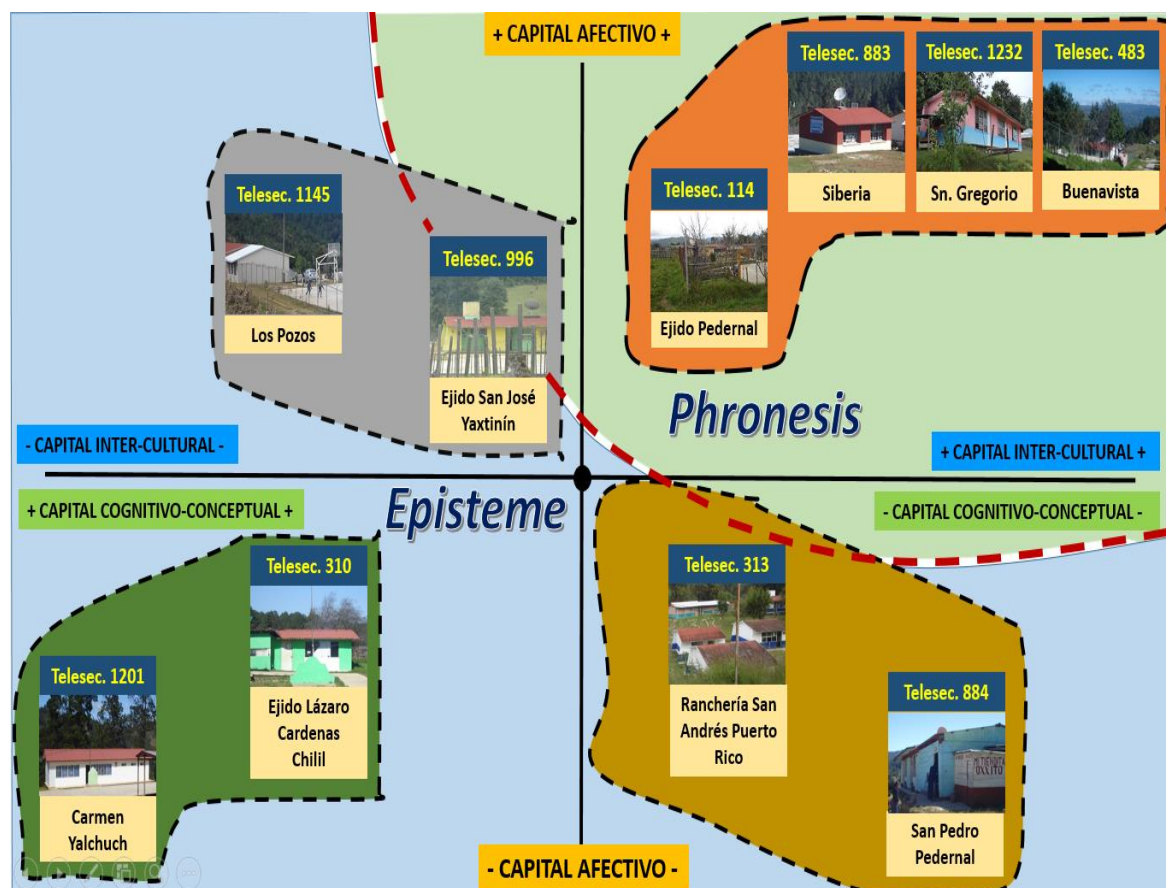 + CAPITAL AFECTIVO +
Telesec. 883
Telesec. 1232
Telesec. 483
Siberia
Sn. Gregorio
Buenavista
Telesec. 1145
Los Pozos
Telesec. 114
Ejido Pedernal
Telesec. 996
Ejido San José
Yaxtinín
Phronesis
- CAPITAL INTER-CULTURAL -
+ CAPITAL INTER-CULTURAL +
+ CAPITAL COGNITIVO-CONCEPTUAL +
Episteme
- CAPITAL COGNITIVO-CONCEPTUAL -
Telesec. 310
Ejido Lázaro
Cardenas
Chilil
Telesec. 313
Ranchería San
Andrés Puerto
Rico
Telesec. 1201
Carmen
Yalchuch
Telesec. 884
MI TIENDITA
OXXITO
San Pedro
Pedernal
- CAPITAL AFECTIVO -